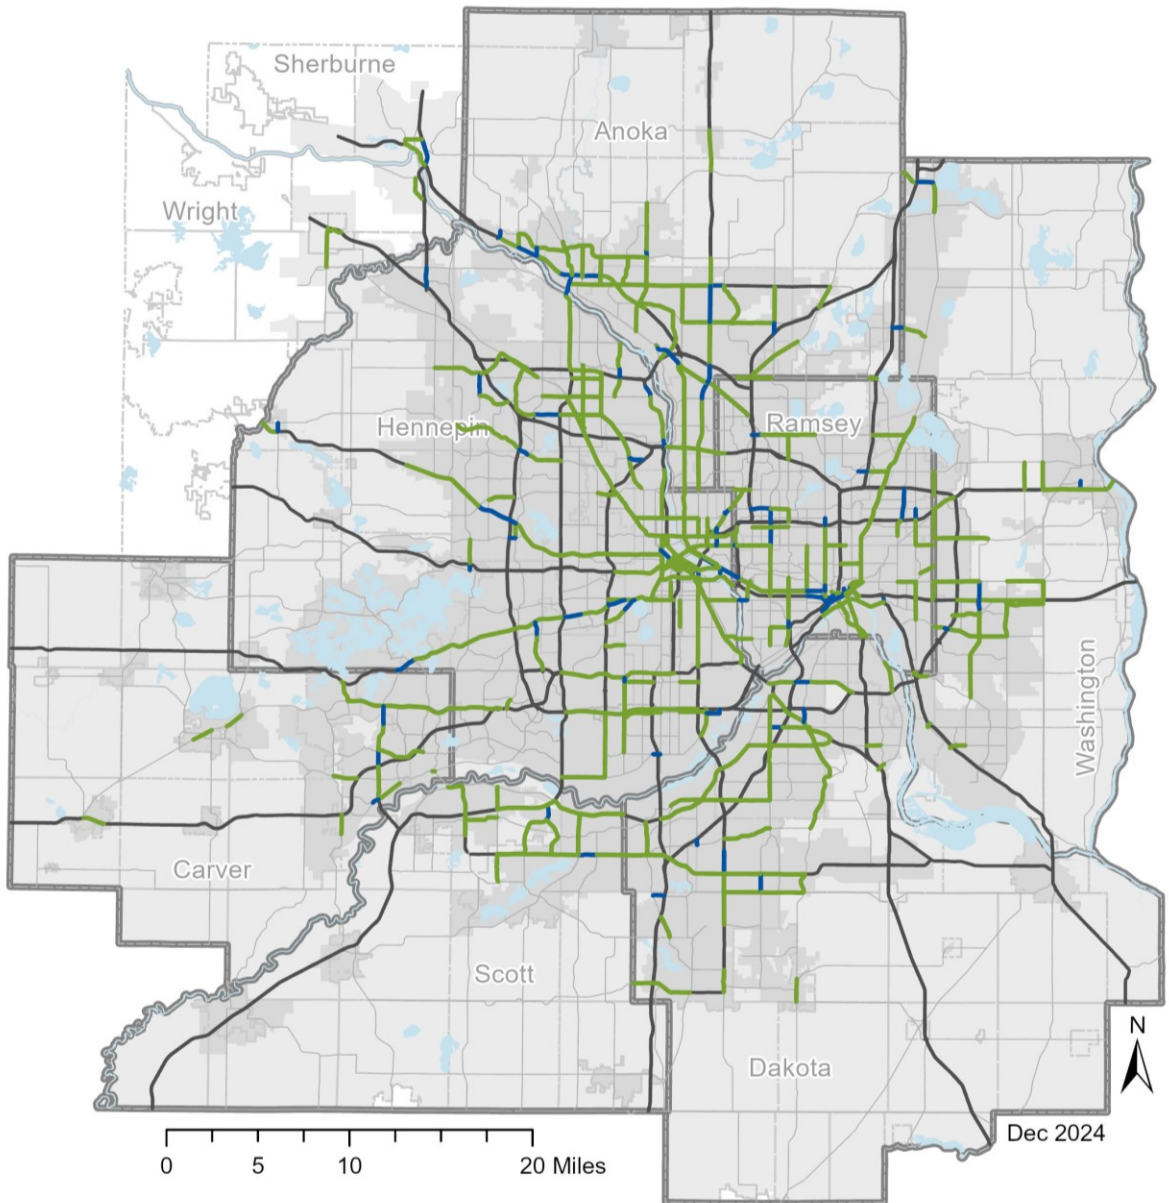 Sherburne
Anoka
Wright
Hennepin
Ramsey
Washington
Carver
Scott
N
Dakota
Dec 2024
0 5 10 20 Miles